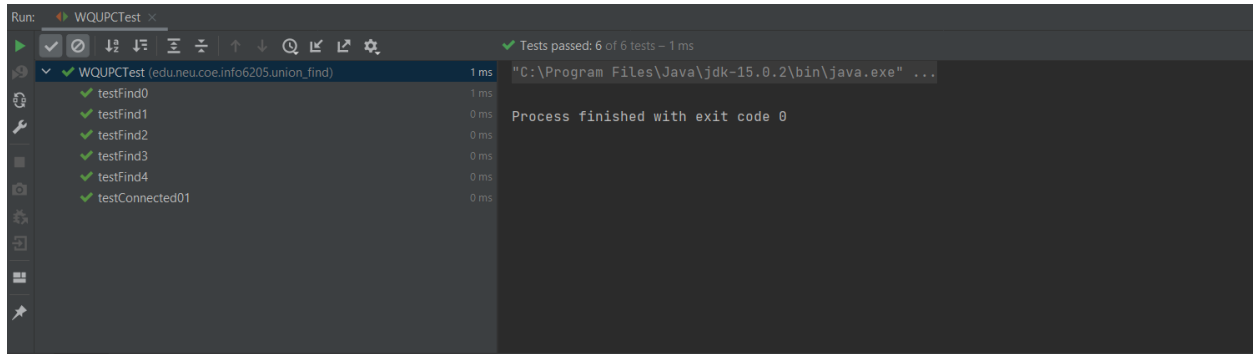 Run: WQUPCTest
Tests passed: 6 of 6 tests – 1 ms
WQUPCTest (edu.neu.coe.info6205.union_find) 1 ms
testFind0 1 ms
testFind1 0 ms
testFind2 0 ms
testFind3 0 ms
testFind4 0 ms
testConnected01 0 ms
"C:\Program Files\Java\jdk-15.0.2\bin\java.exe" ...
Process finished with exit code 0